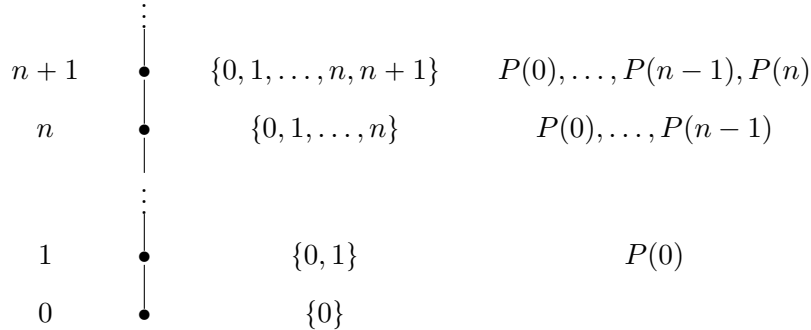 ⋮
n + 1 {0, 1, . . . , n, n + 1} P(0), . . . , P(n − 1), P(n)
n {0, 1, . . . , n} P(0), . . . , P(n − 1)
⋮
1 {0, 1} P(0)
0 {0}